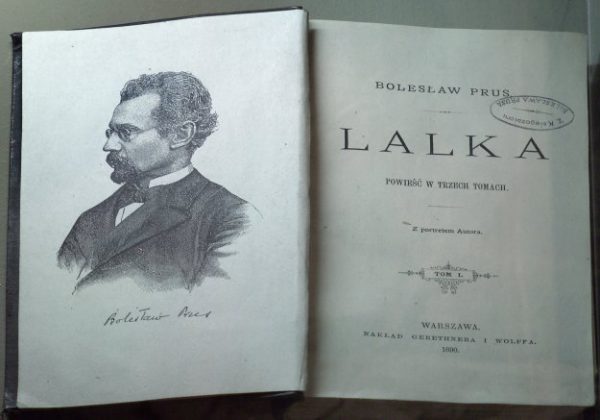 Bolesław Prus
BOLESŁAW PRUS
LALKA
POWIEŚĆ W TRZECH TOMACH.
Z portretem Autora.
TOM I.
WARSZAWA.
NAKŁAD GEBETHNERA I WOLFFA.
1890.